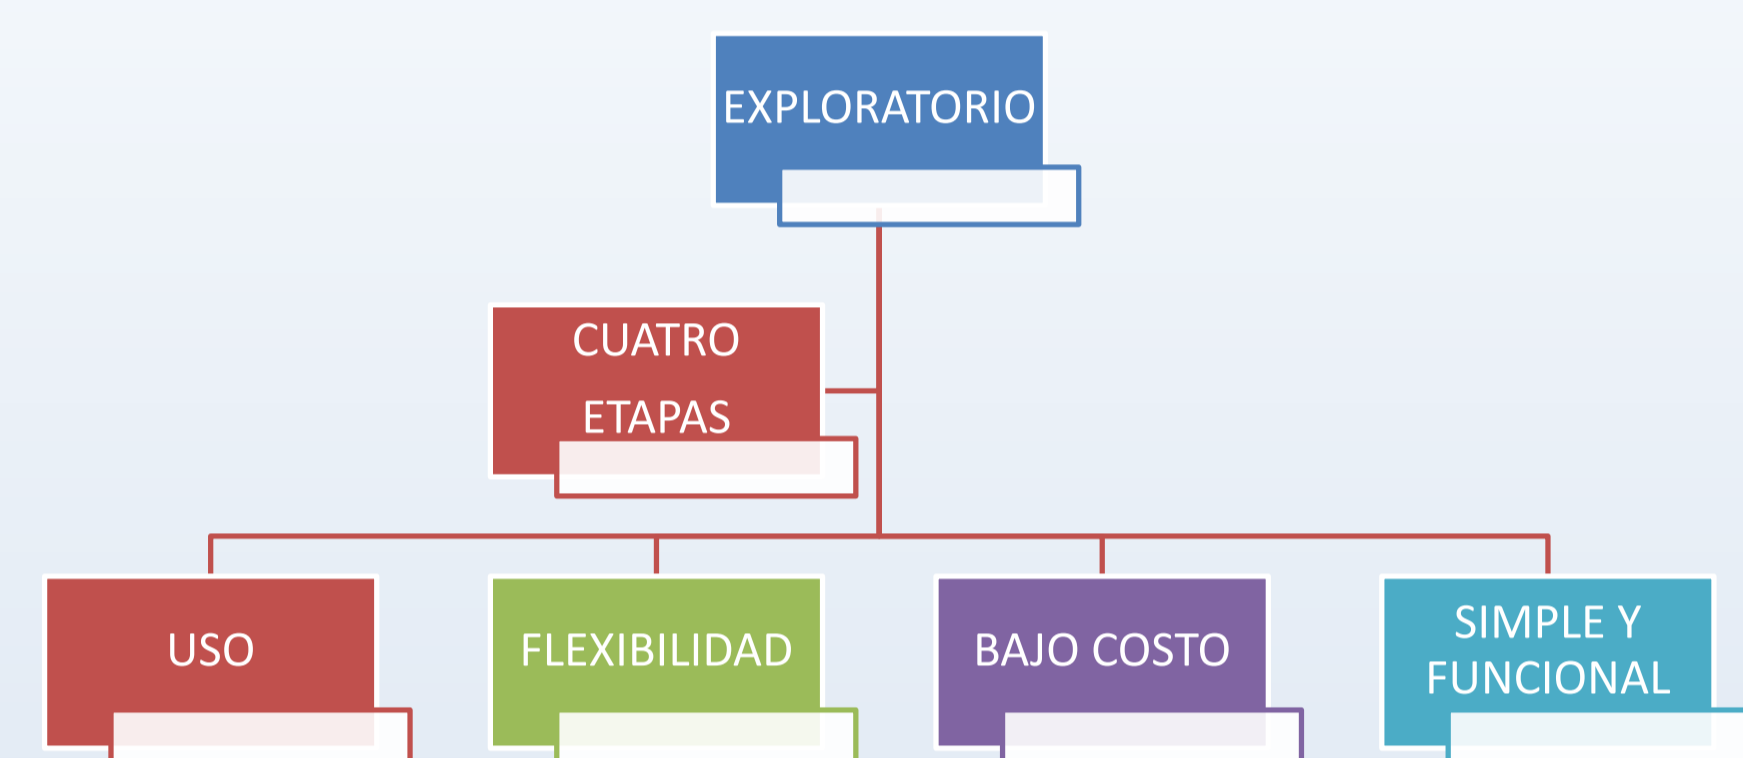 EXPLORATORIO
CUATRO
ETAPAS
USO
FLEXIBILIDAD
BAJO COSTO
SIMPLE Y
FUNCIONAL